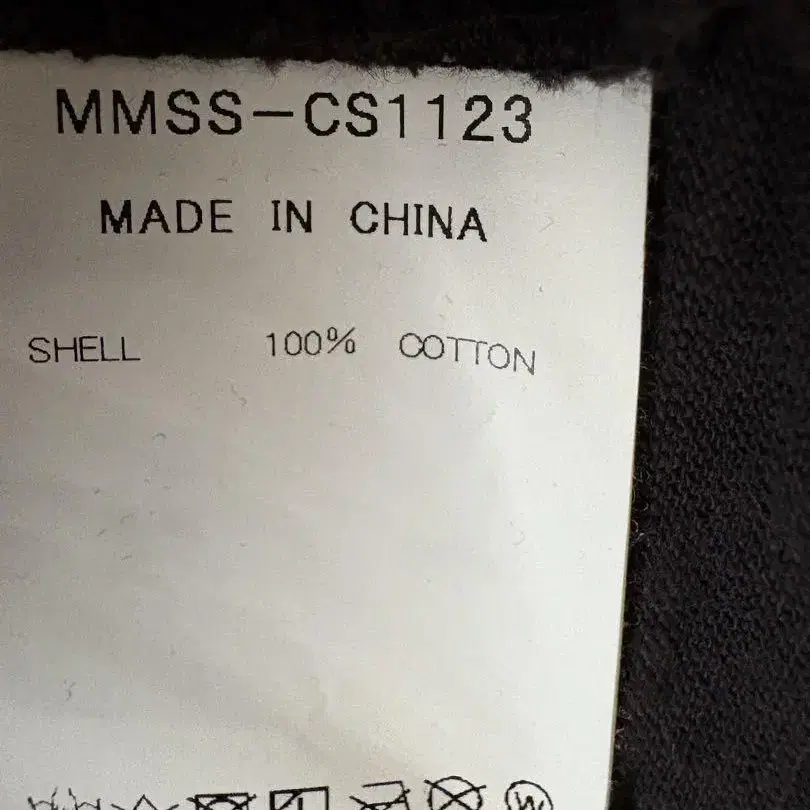 MMSS-CS1123
MADE IN CHINA
SHELL 100% COTTON